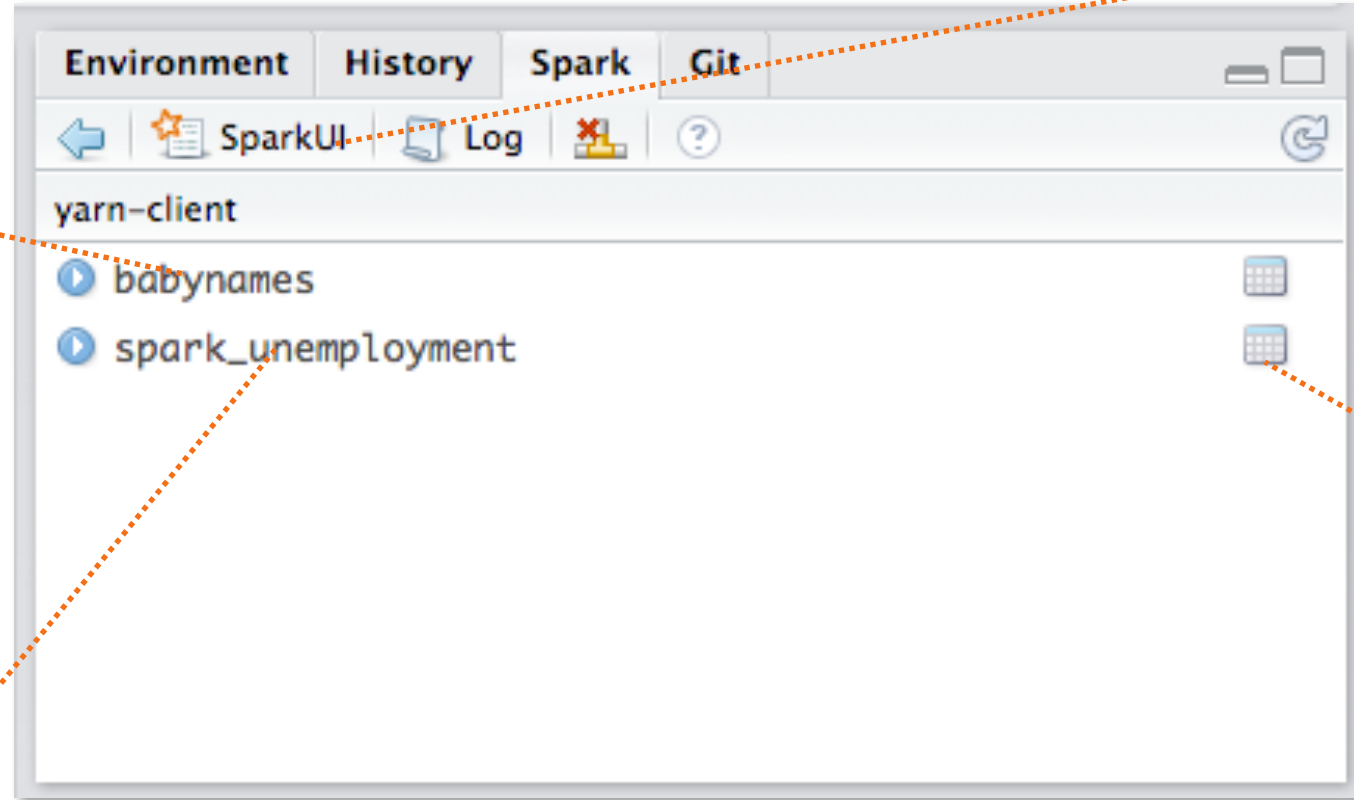 Environment History Spark Git
SparkUI Log ?
yarn-client
babynames
spark_unemployment